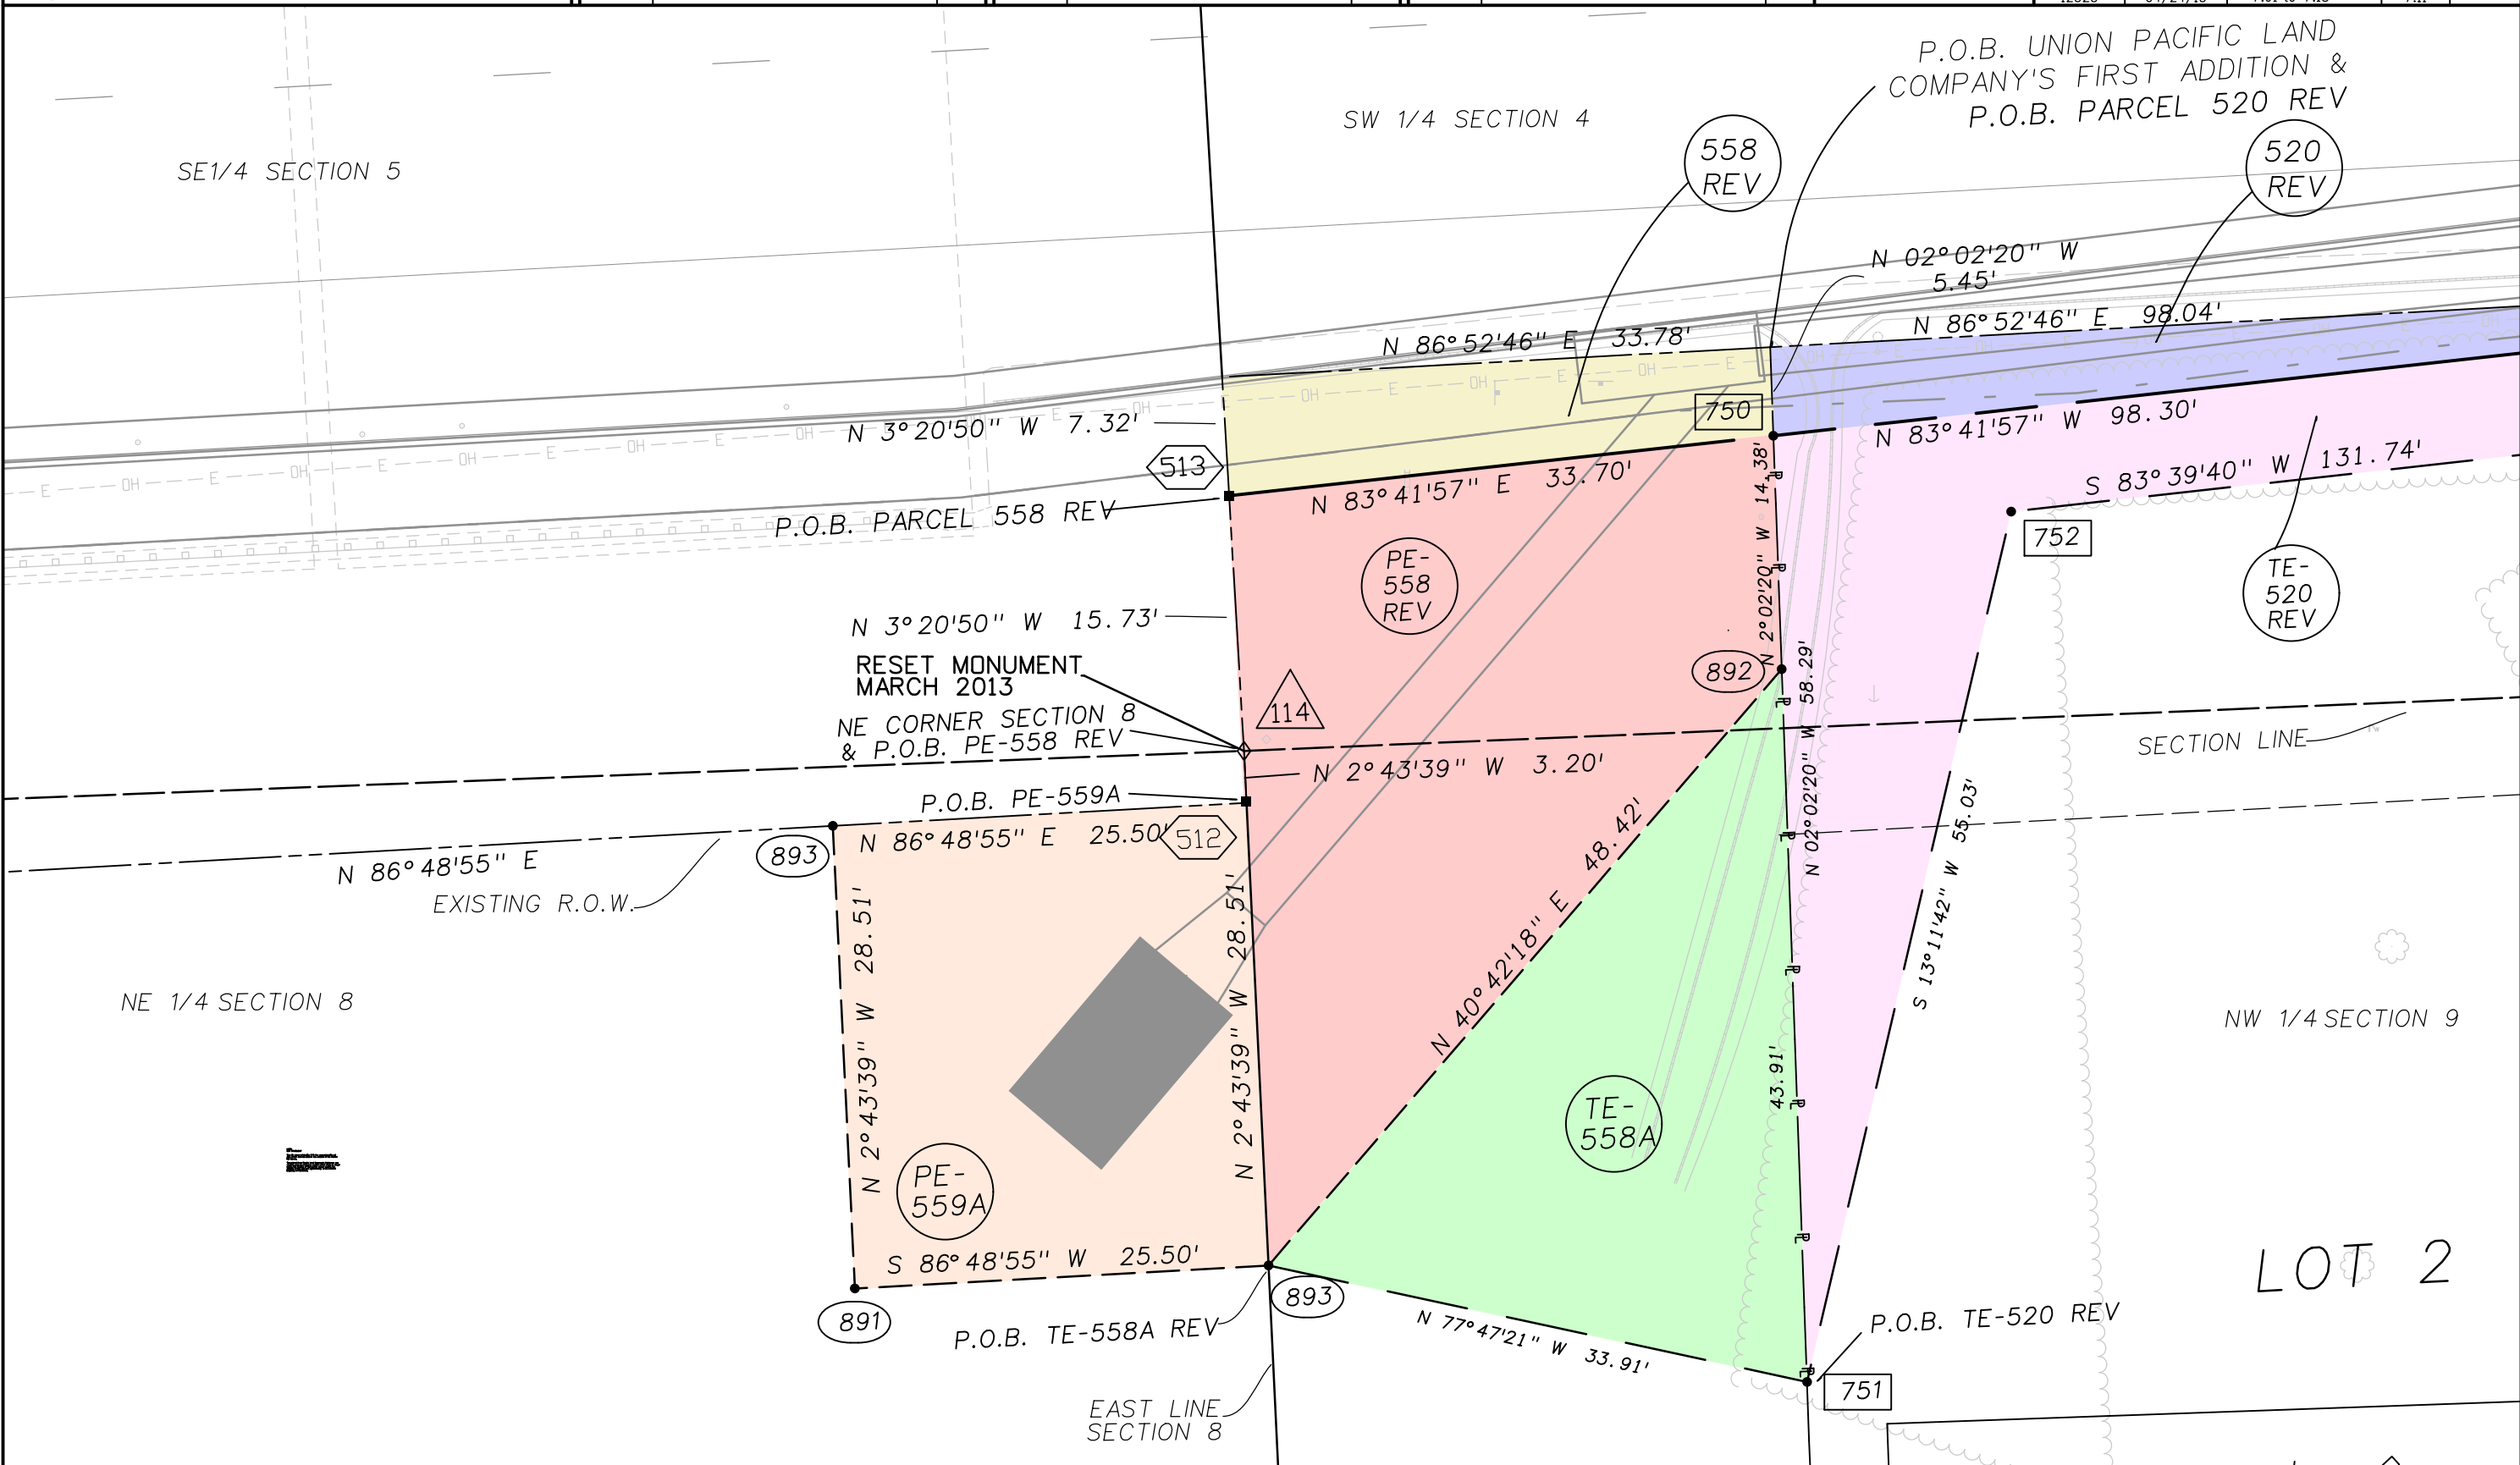 P.O.B. UNION PACIFIC LAND
COMPANY'S FIRST ADDITION &
P.O.B. PARCEL 520 REV
SW 1/4 SECTION 4
558
REV
520
REV
SE1/4 SECTION 5
N 02°02'20" W
5.45'
N 86°52'46" E 98.04'
N 86°52'46" E 33.78'
N 3°20'50" W 7.32'
750
N 83°41'57" W 98.30'
513
N 83°41'57" E 33.70'
S 83°39'40" W 131.74'
P.O.B. PARCEL 558 REV
752
PE-
558
REV
TE-
520
REV
N 2°02'20" W 14.38'
N 3°20'50" W 15.73'
RESET MONUMENT
MARCH 2013
892
114
NE CORNER SECTION 8
& P.O.B. PE-558 REV
N 02°02'20" W 58.29'
SECTION LINE
N 2°43'39" W 3.20'
P.O.B. PE-559A
N 86°48'55" E 25.50'
512
893
N 86°48'55" E
EXISTING R.O.W.
N 40°42'18" E 48.42'
S 13°11'42" W 55.03'
NE 1/4 SECTION 8
NW 1/4 SECTION 9
N 2°43'39" W 28.51'
N 2°43'39" W 28.51'
43.91'
TE-
558A
PE-
559A
S 86°48'55" W 25.50'
891
893
P.O.B. TE-558A REV
N 77°47'21" W 33.91'
P.O.B. TE-520 REV
751
LOT 2
EAST LINE
SECTION 8
OH E OH E OH E OH E OH E OH E OH E OH